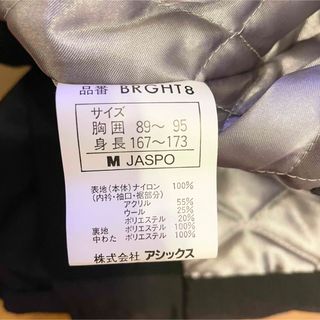 品番 BRGHT8
サイズ
胸囲 89～ 95
身長 167～173
M JASPO
表地(本体)ナイロン 100%
(内衿・袖口・裾部分)
アクリル 55%
ウール 25%
ポリエステル 20%
裏地 ポリエステル 100%
中わた ポリエステル 100%
株式会社 アシックス